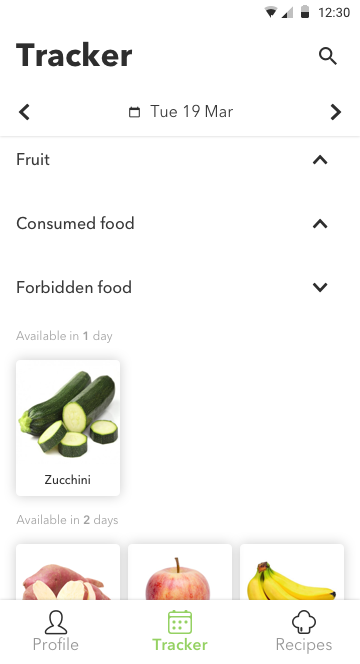 12:30
Tracker
Tue 19 Mar
Fruit
Consumed food
Forbidden food
Available in 1 day
Zucchini
Available in 2 days
Profile
Tracker
Recipes